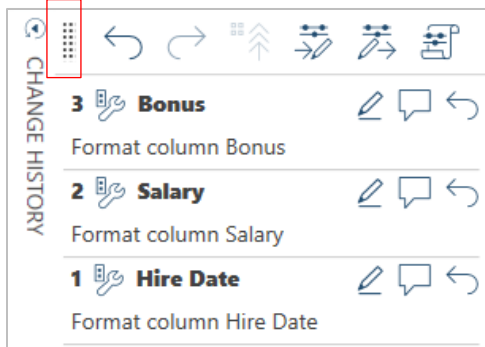 CHANGE HISTORY
3 Bonus
Format column Bonus
2 Salary
Format column Salary
1 Hire Date
Format column Hire Date